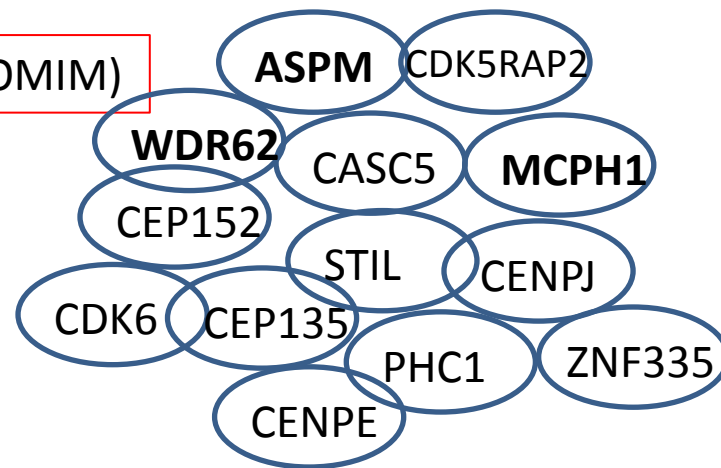 OMIM)
ASPM
CDK5RAP2
WDR62
CASC5
MCPH1
CEP152
STIL
CENPJ
CDK6
CEP135
PHC1
ZNF335
CENPE